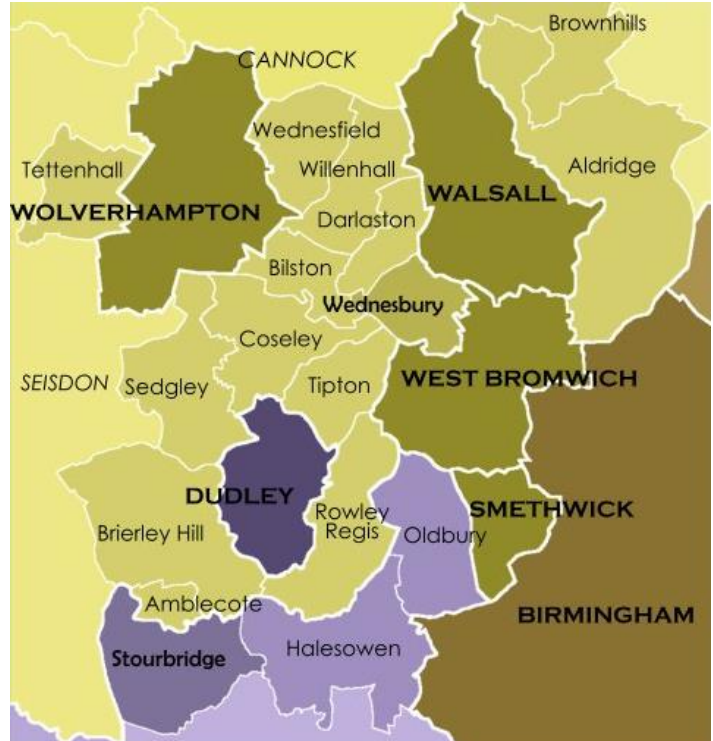 Brownhills
CANNOCK
Wednesfield
Tettenhall
Willenhall
Aldridge
WALSALL
WOLVERHAMPTON
Darlaston
Bilston
Wednesbury
Coseley
SEISDON
Sedgley
Tipton
WEST BROMWICH
DUDLEY
Rowley
Regis
SMETHWICK
Brierley Hill
Oldbury
Amblecote
BIRMINGHAM
Stourbridge
Halesowen